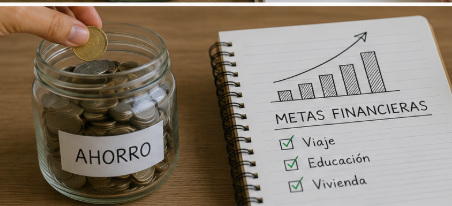 AHORRO
METAS FINANCIERAS
Viaje
Educación
Vivienda